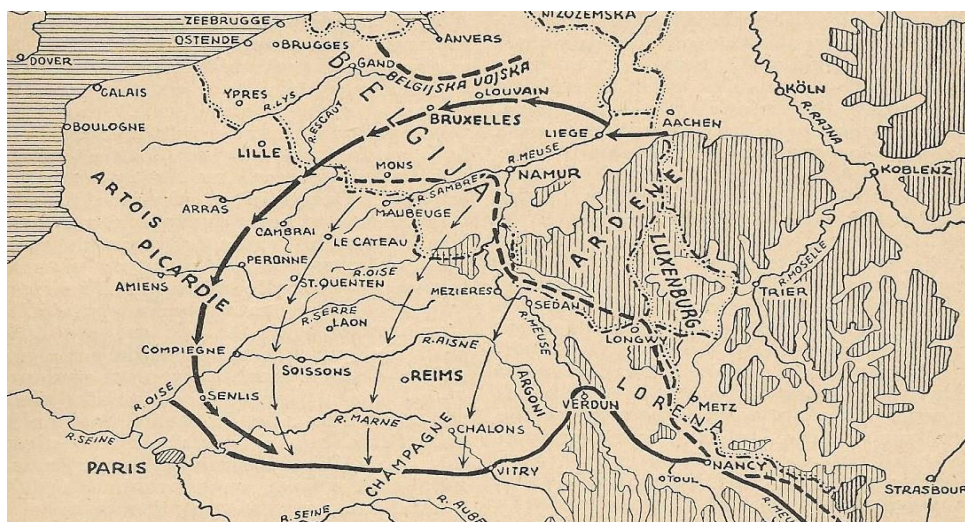 ZEEBRUGGE
NIZOZEMSKA
OSTENDE
BRUGGES
ANVERS
DOVER
GAND
BELGIJSKA VOJSKA
CALAIS
YPRES
R. LYS
LOUVAIN
KÖLN
R. RAJNA
BOULOGNE
R. ESCAUT
BRUXELLES
AACHEN
LIEGE
LILLE
BELGIJA
MONS
R. MEUSE
NAMUR
KOBLENZ
ARTOIS
ARRAS
R. SAMBRE
MAUBEUGE
ARDENE
CAMBRAI
LE CATEAU
LUXENBURG
R. MOSELLE
PICARDIE
PERONNE
R. OISE
TRIER
AMIENS
ST. QUENTEN
MEZIERES
SEDAN
R. SERRE
LAON
R. MEUSE
LONGWY
COMPIEGNE
R. AISNE
SOISSONS
REIMS
ARGONI
LORENA
R. OISE
SENLIS
VERDUN
METZ
R. SEINE
R. MARNE
CHALONS
PARIS
CHAMPAGNE
VITRY
NANCY
TOUL
STRASBOUR
R. SEINE
R. AUBE
R. MEU